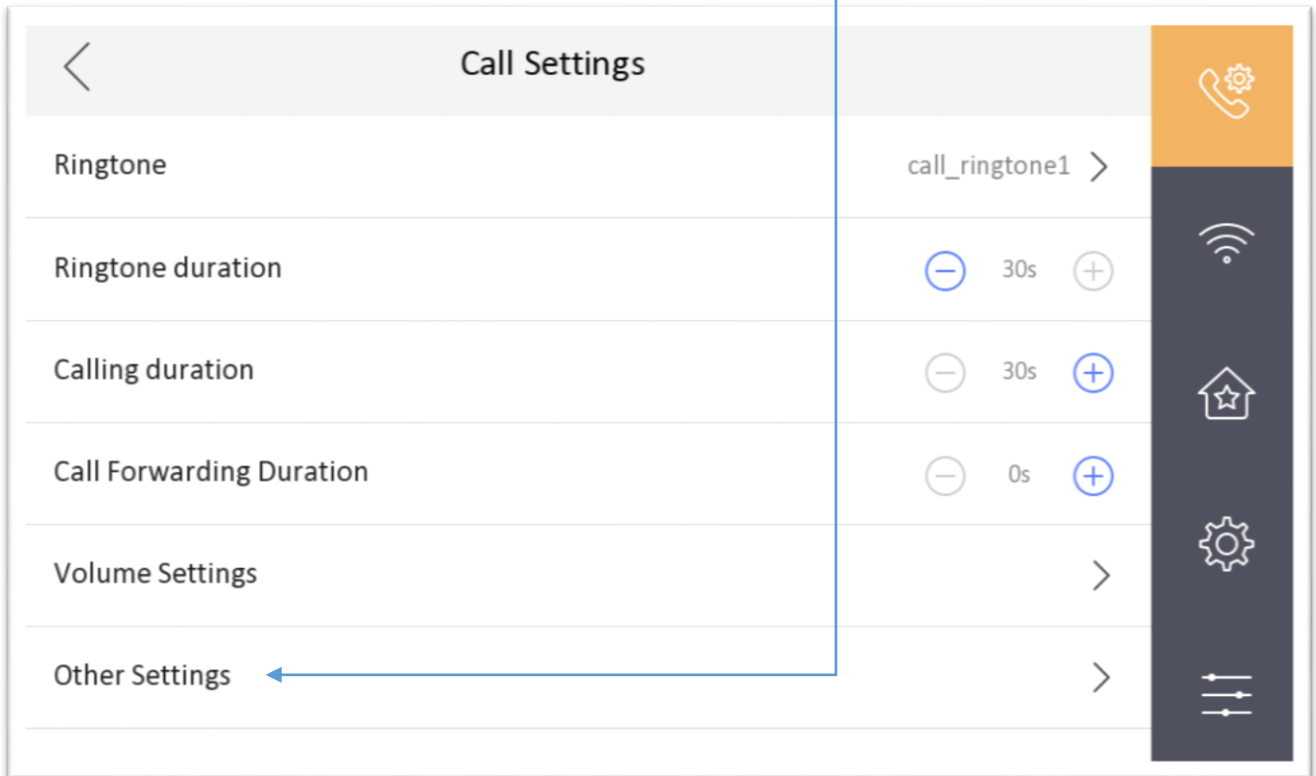 Call Settings
Ringtone call_ringtone1
Ringtone duration 30s
Calling duration 30s
Call Forwarding Duration 0s
Volume Settings
Other Settings